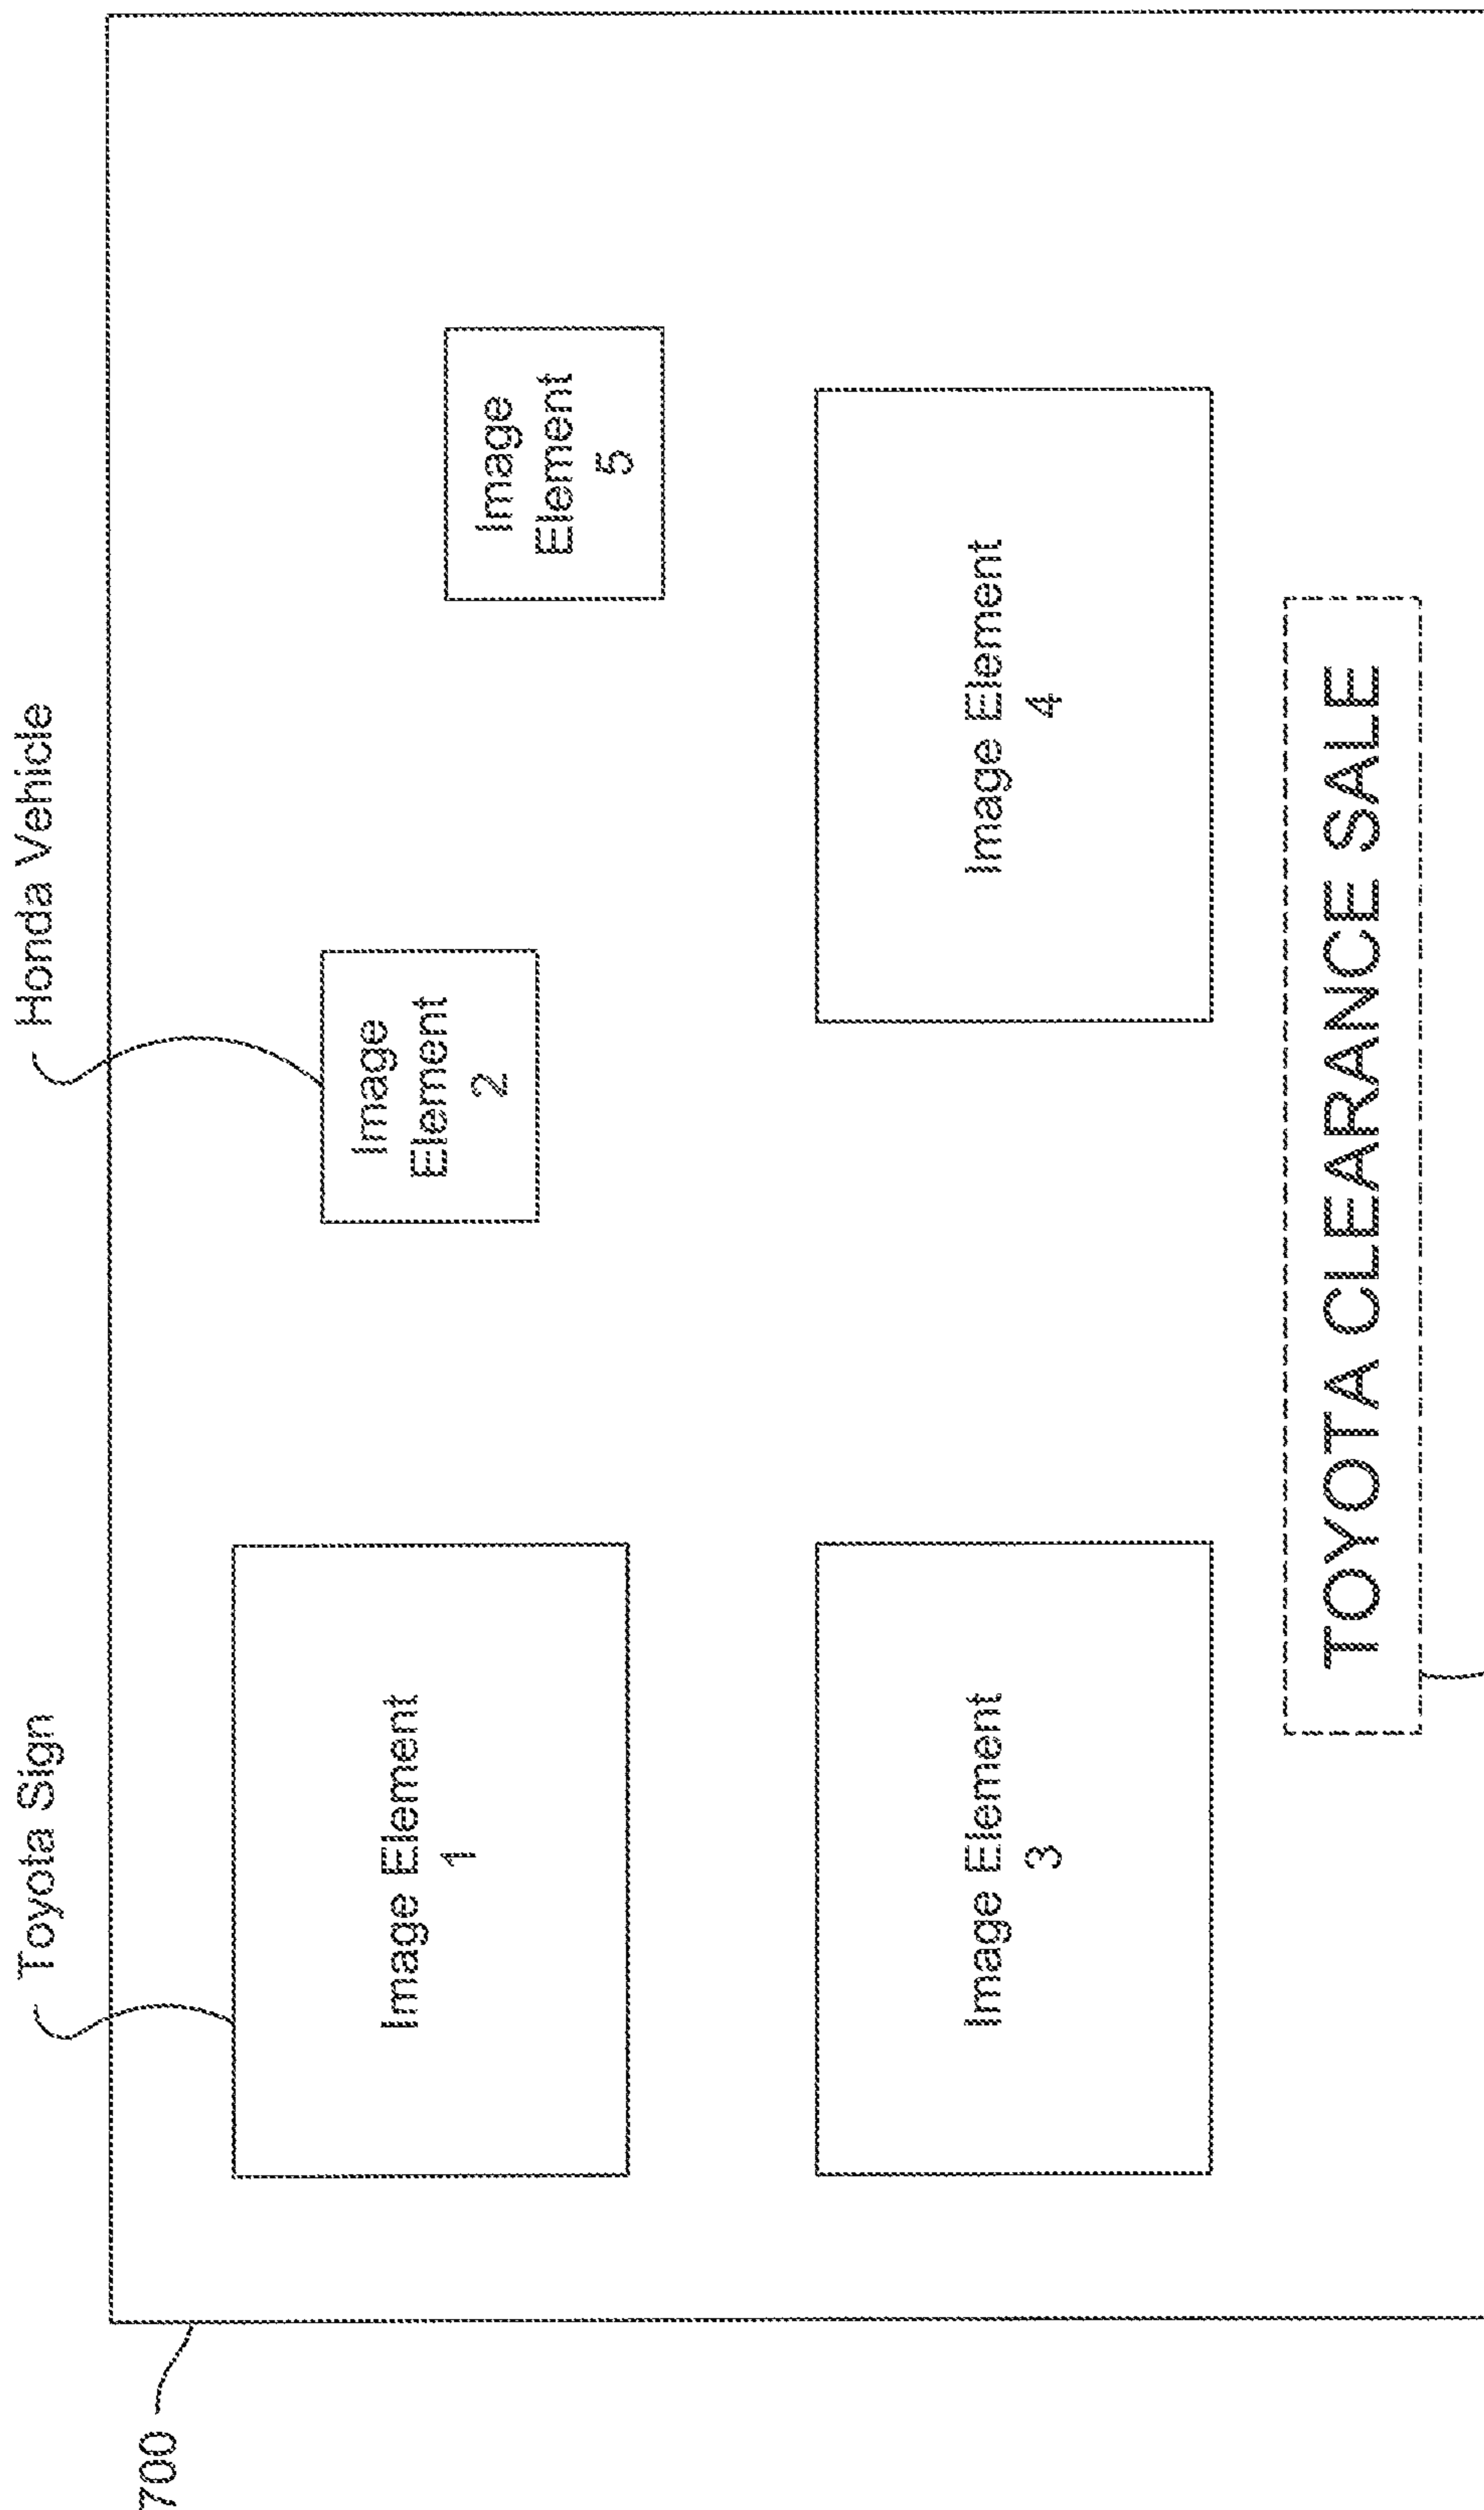 Toyota Sign
Honda Vehicle
700
Image Element
1
Image
Element
2
Image
Element
5
Image Element
3
Image Element
4
TOYOTA CLEARANCE SALE